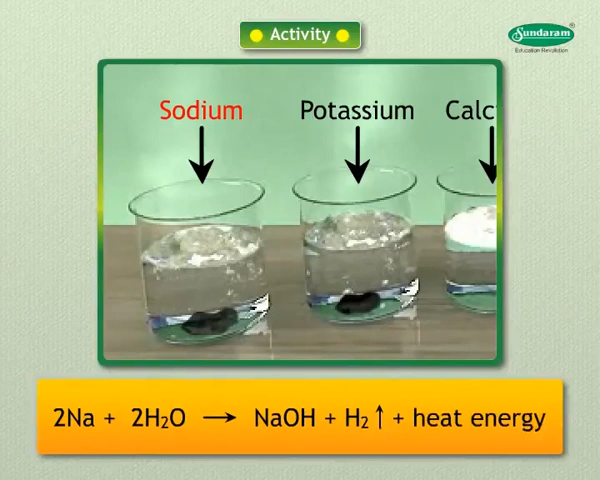 Activity
Sundaram®
Education Revolution
Sodium Potassium Calc
2Na + 2H₂O → NaOH + H₂↑ + heat energy